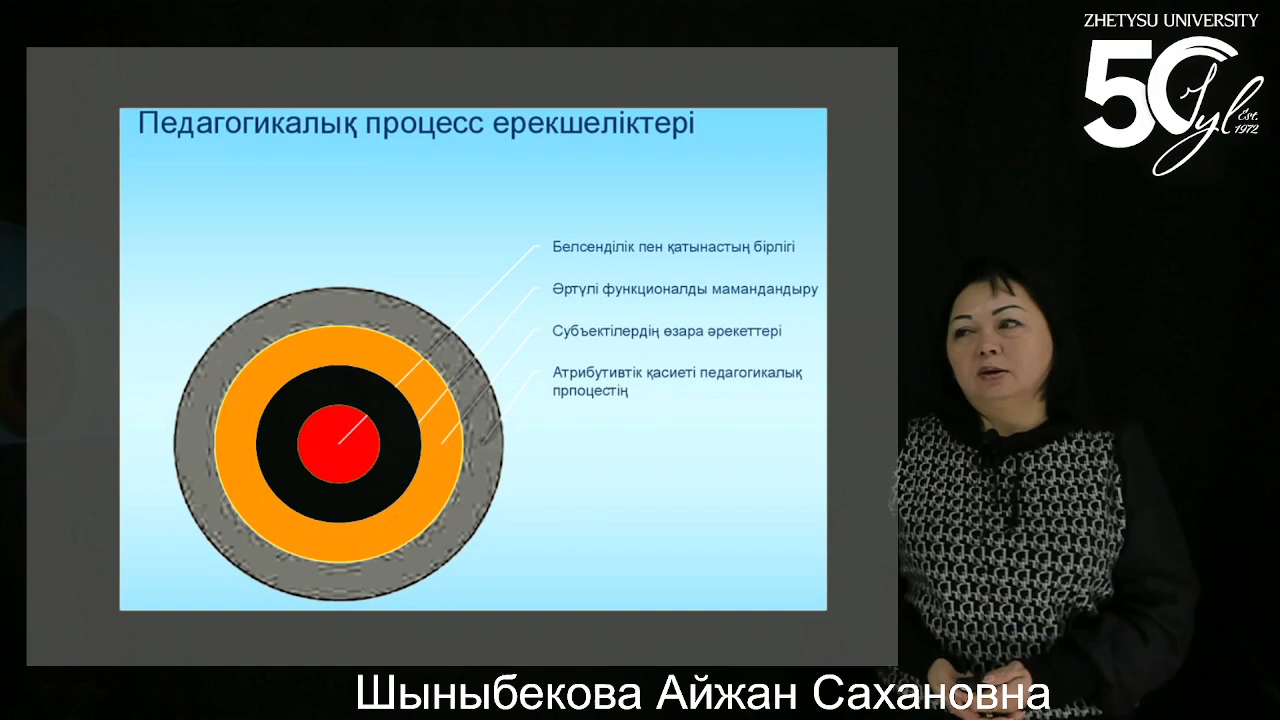 ZHETYSU UNIVERSITY
50 Jyl
Est.
1972
Педагогикалық процесс ерекшеліктері
Белсенділік пен қатынастың бірлігі
Әртүлі функционалды мамандандыру
Субъектілердің өзара әрекеттері
Атрибутивтік қасиеті педагогикалық
прпоцестің
Шыныбекова Айжан Сахановна